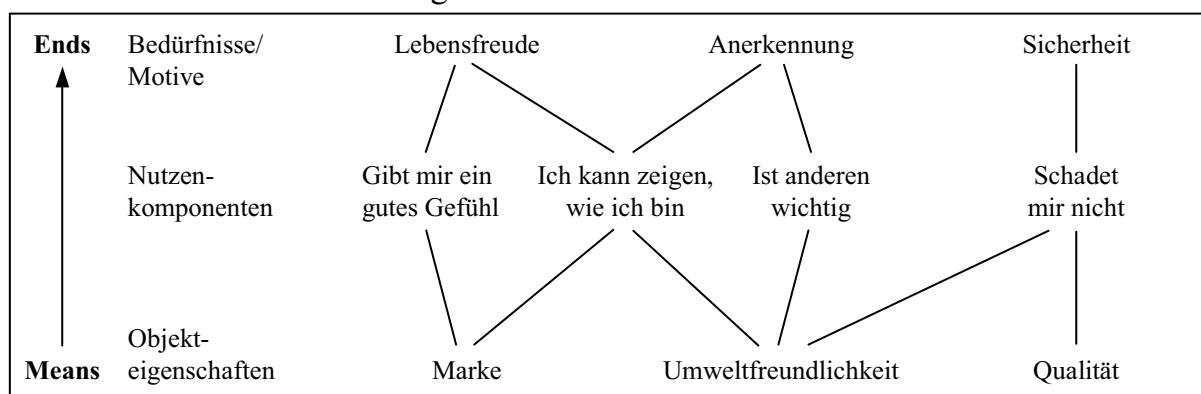 Ends Bedürfnisse/ Lebensfreude Anerkennung Sicherheit
Motive
Nutzen- Gibt mir ein Ich kann zeigen, Ist anderen Schadet
komponenten gutes Gefühl wie ich bin wichtig mir nicht
Objekt-
Means eigenschaften Marke Umweltfreundlichkeit Qualität